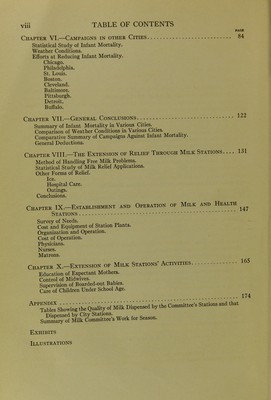 viii TABLE OF CONTENTS
PAGE
CHAPTER VI.—CAMPAIGNS IN OTHER CITIES . . . . . . . . . . . . . . . . . . . . 84
Statistical Study of Infant Mortality.
Weather Conditions.
Efforts at Reducing Infant Mortality.
Chicago.
Philadelphia.
St. Louis.
Boston.
Cleveland.
Baltimore.
Pittsburgh.
Detroit.
Buffalo.
CHAPTER VII.—GENERAL CONCLUSIONS . . . . . . . . . . . . . . . . . . . . 122
Summary of Infant Mortality in Various Cities.
Comparison of Weather Conditions in Various Cities.
Comparative Summary of Campaigns Against Infant Mortality.
General Deductions.
CHAPTER VIII.—THE EXTENSION OF RELIEF THROUGH MILK STATIONS . . . . 131
Method of Handling Free Milk Problems.
Statistical Study of Milk Relief Applications.
Other Forms of Relief.
Ice.
Hospital Care.
Outings.
Conclusions.
CHAPTER IX.—ESTABLISHMENT AND OPERATION OF MILK AND HEALTH
STATIONS . . . . . . . . . . . . . . . . . . . . 147
Survey of Needs.
Cost and Equipment of Station Plants.
Organization and Operation.
Cost of Operation.
Physicians.
Nurses.
Matrons.
CHAPTER X.—EXTENSION OF MILK STATIONS' ACTIVITIES . . . . . . . . . . . . 163
Education of Expectant Mothers.
Control of Midwives.
Supervision of Boarded-out Babies.
Care of Children Under School Age.
APPENDIX . . . . . . . . . . . . . . . . . . . . 174
Tables Showing the Quality of Milk Dispensed by the Committee's Stations and that
Dispensed by City Stations.
Summary of Milk Committee's Work for Season.
EXHIBITS
ILLUSTRATIONS